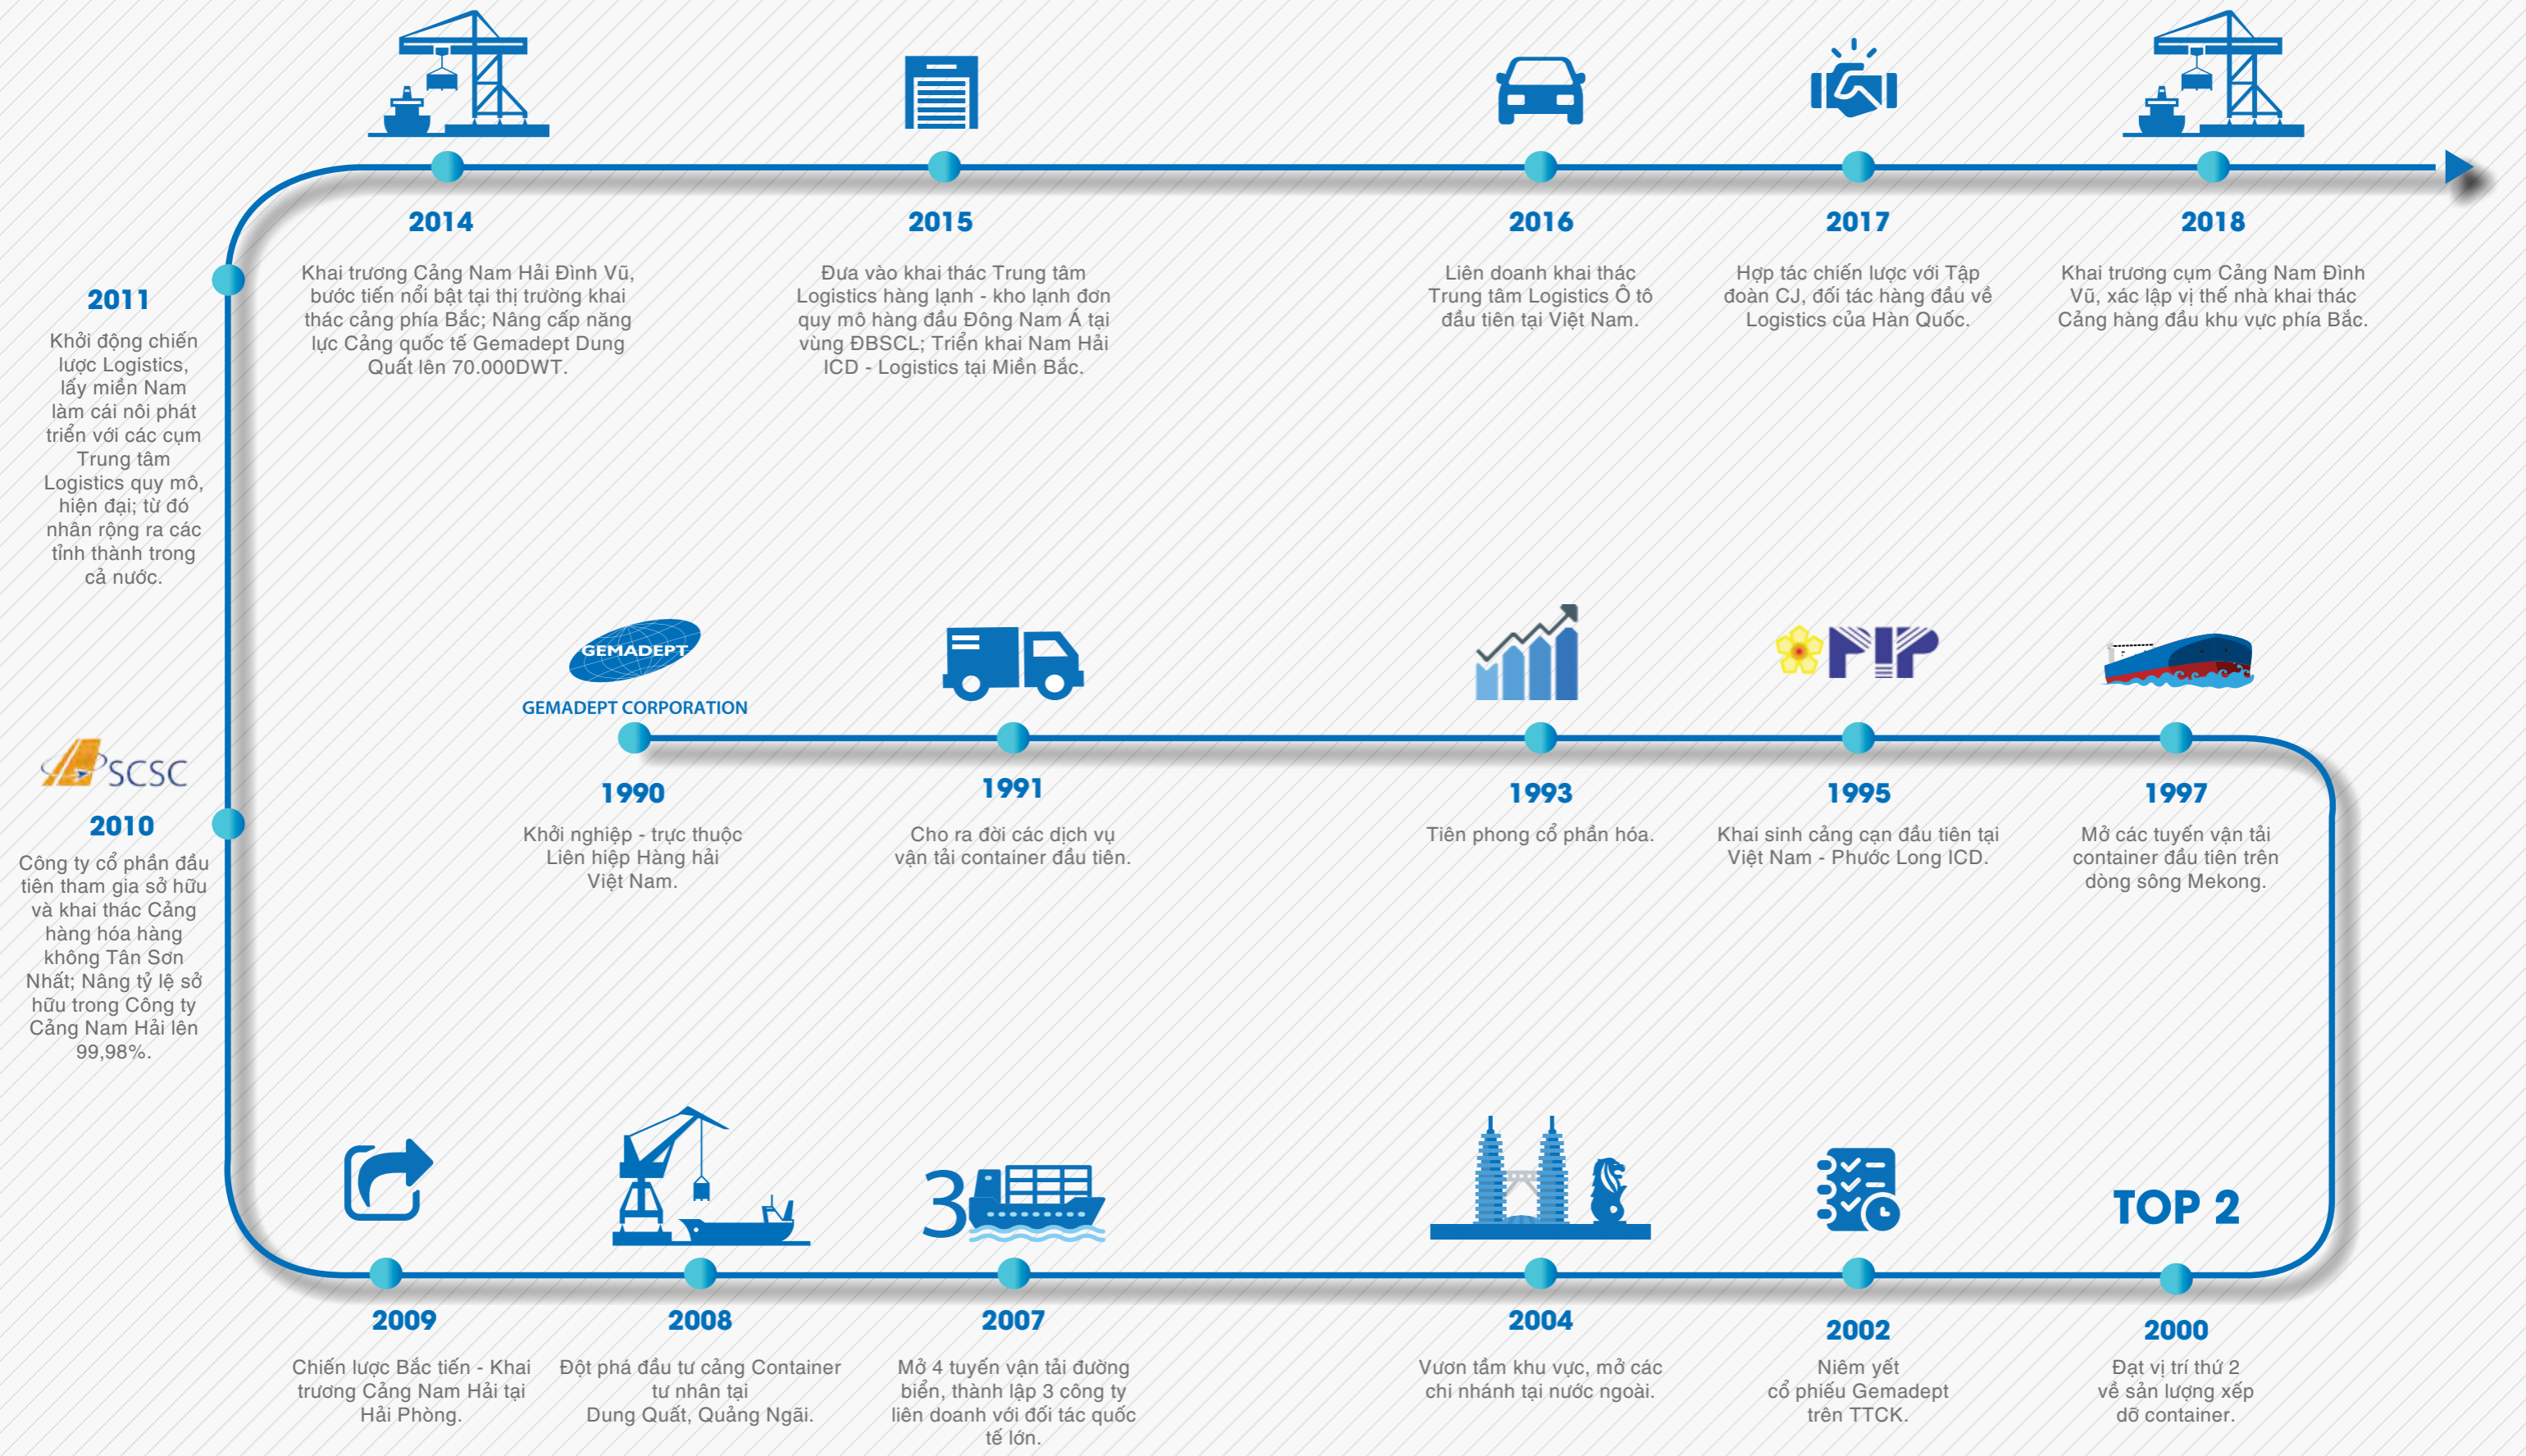 2014
Khai trương Cảng Nam Hải Đình Vũ,
bước tiến nổi bật tại thị trường khai
thác cảng phía Bắc; Nâng cấp năng
lực Cảng quốc tế Gemadept Dung
Quất lên 70.000DWT.
2015
Đưa vào khai thác Trung tâm
Logistics hàng lạnh - kho lạnh đơn
quy mô hàng đầu Đông Nam Á tại
vùng ĐBSCL; Triển khai Nam Hải
ICD - Logistics tại Miền Bắc.
2016
Liên doanh khai thác
Trung tâm Logistics Ô tô
đầu tiên tại Việt Nam.
2017
Hợp tác chiến lược với Tập
đoàn CJ, đối tác hàng đầu về
Logistics của Hàn Quốc.
2018
Khai trương cụm Cảng Nam Đình
Vũ, xác lập vị thế nhà khai thác
Cảng hàng đầu khu vực phía Bắc.
2011
Khởi động chiến
lược Logistics,
lấy miền Nam
làm cái nôi phát
triển với các cụm
Trung tâm
Logistics quy mô,
hiện đại; từ đó
nhân rộng ra các
tỉnh thành trong
cả nước.
GEMADEPT
GEMADEPT CORPORATION
1990
Khởi nghiệp - trực thuộc
Liên hiệp Hàng hải
Việt Nam.
1991
Cho ra đời các dịch vụ
vận tải container đầu tiên.
1993
Tiên phong cổ phần hóa.
PIP
1995
Khai sinh cảng cạn đầu tiên tại
Việt Nam - Phước Long ICD.
1997
Mở các tuyến vận tải
container đầu tiên trên
dòng sông Mekong.
SCSC
2010
Công ty cổ phần đầu
tiên tham gia sở hữu
và khai thác Cảng
hàng hóa hàng
không Tân Sơn
Nhất; Nâng tỷ lệ sở
hữu trong Công ty
Cảng Nam Hải lên
99,98%.
2009
Chiến lược Bắc tiến - Khai
trương Cảng Nam Hải tại
Hải Phòng.
2008
Đột phá đầu tư cảng Container
tư nhân tại
Dung Quất, Quảng Ngãi.
3
2007
Mở 4 tuyến vận tải đường
biển, thành lập 3 công ty
liên doanh với đối tác quốc
tế lớn.
2004
Vươn tầm khu vực, mở các
chi nhánh tại nước ngoài.
2002
Niêm yết
cổ phiếu Gemadept
trên TTCK.
TOP 2
2000
Đạt vị trí thứ 2
về sản lượng xếp
dỡ container.